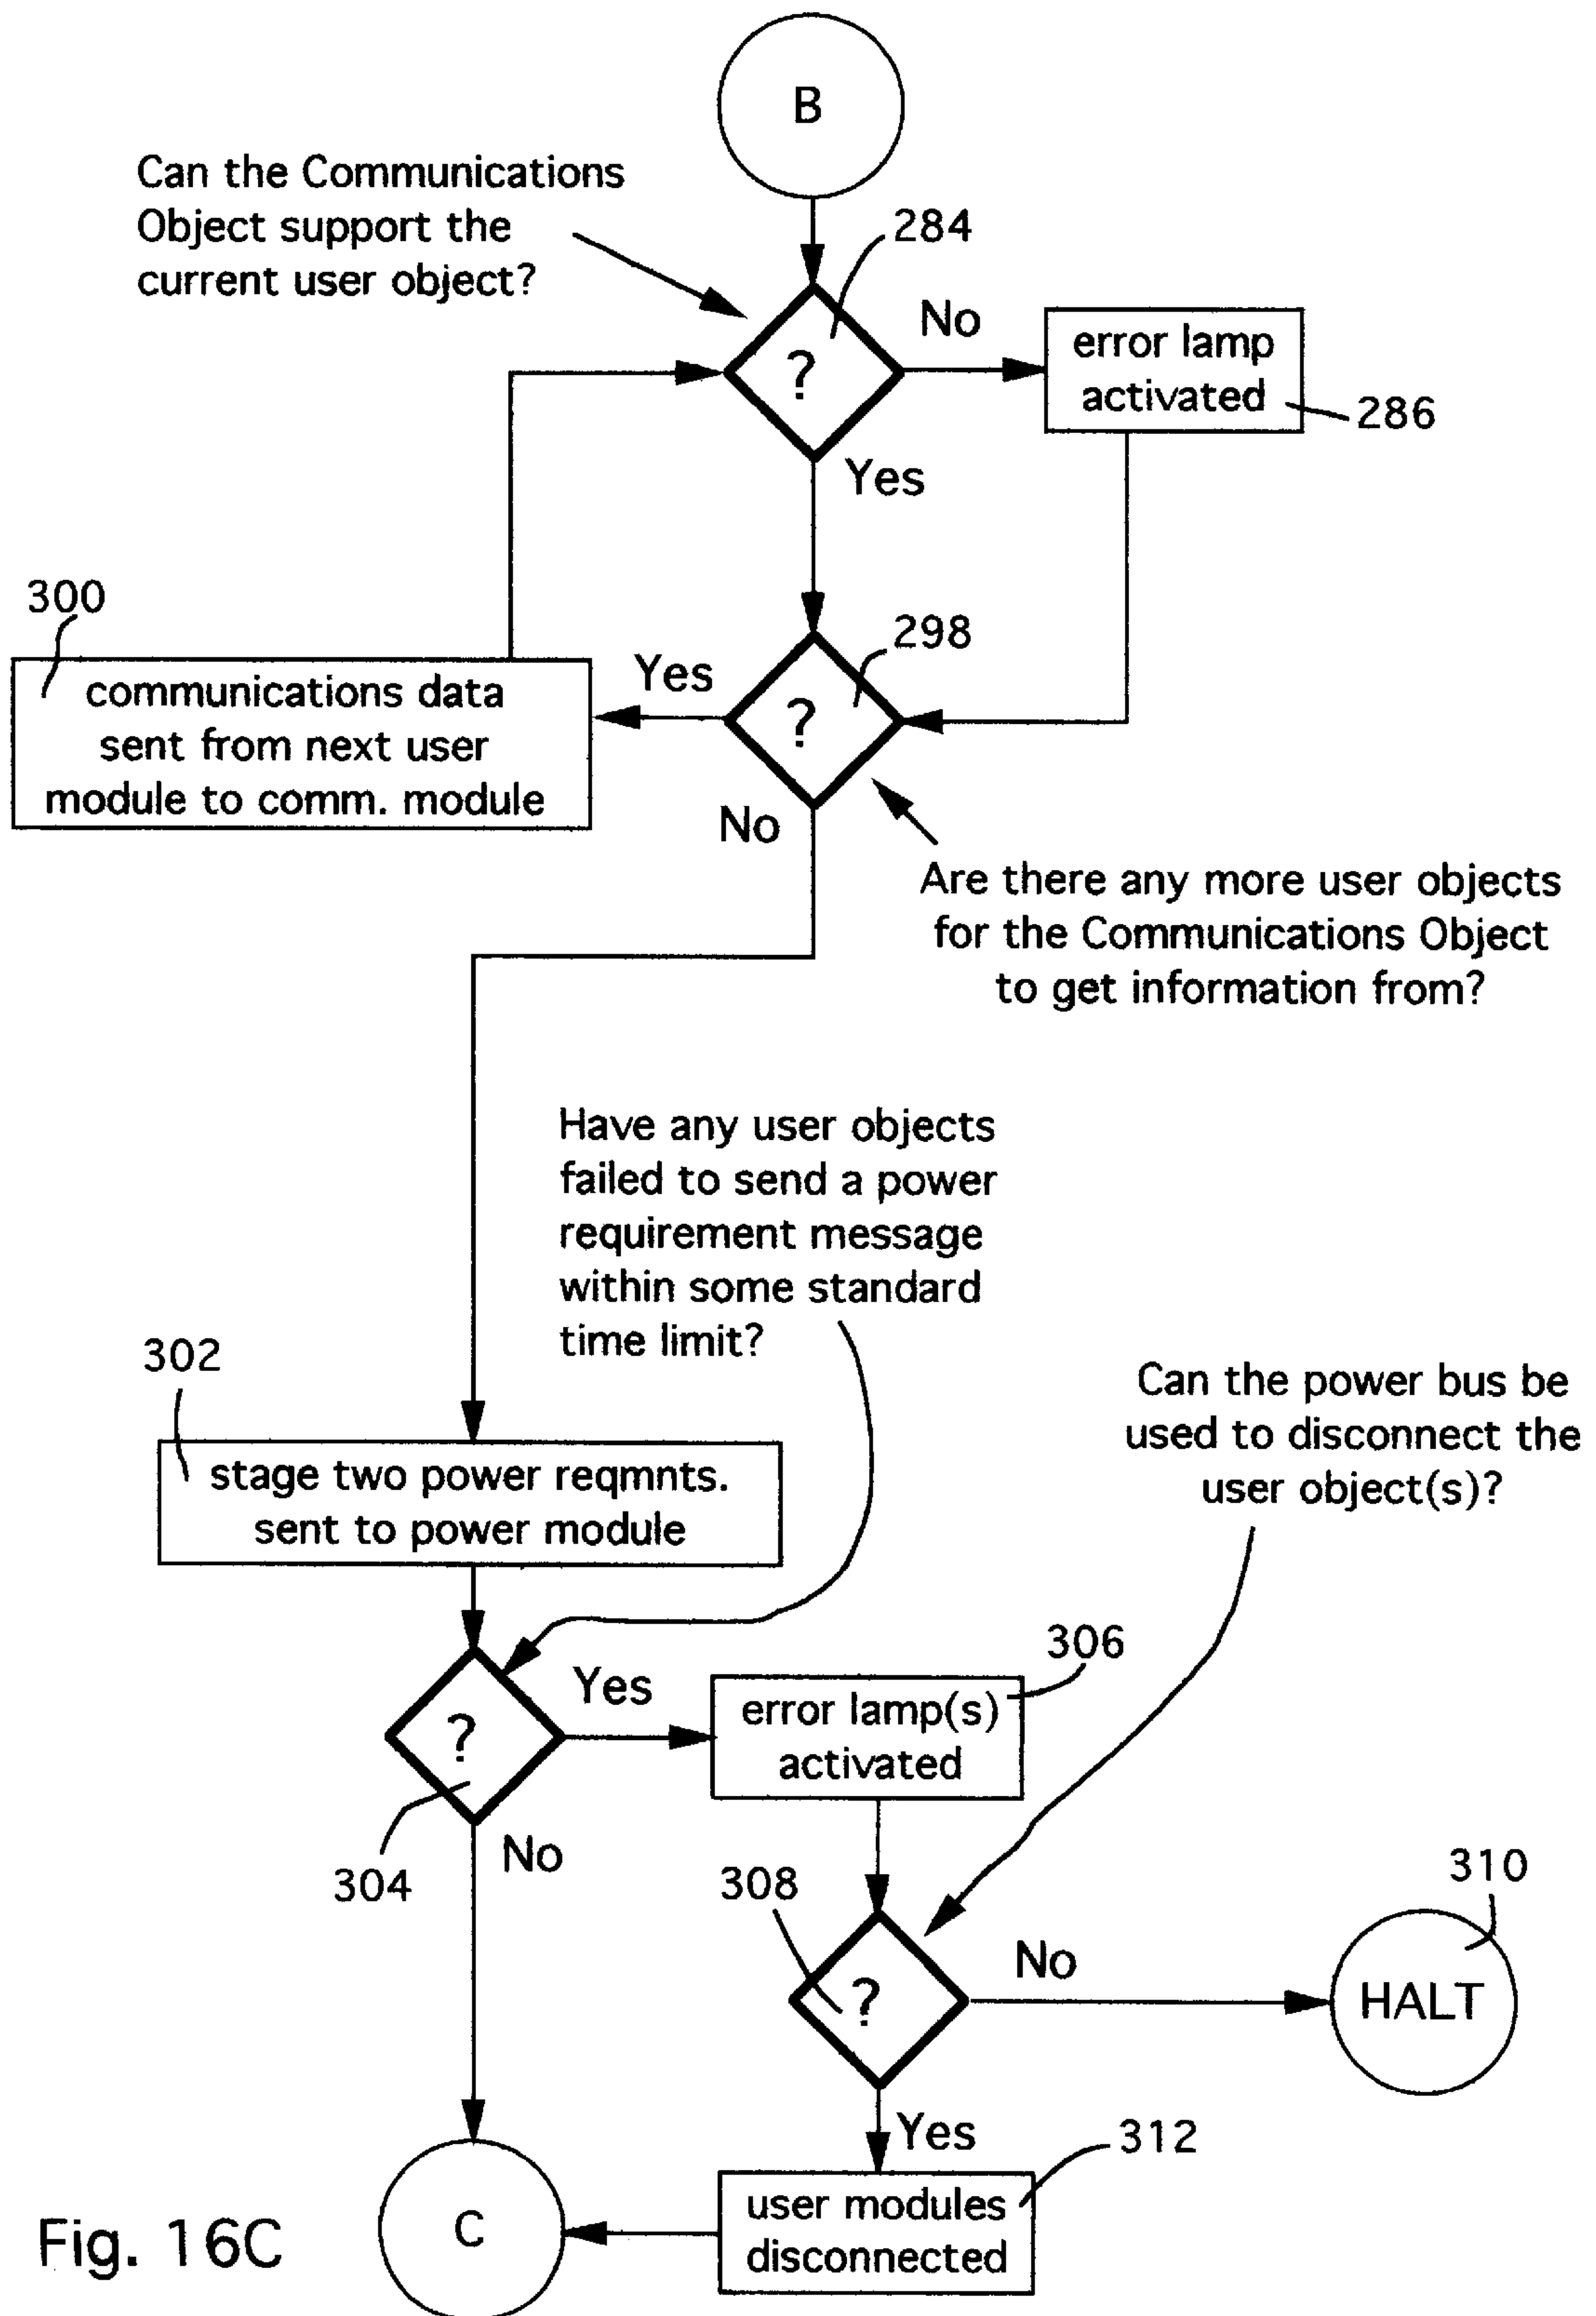 B
Can the Communications
Object support the
current user object?
284
?
No
error lamp
activated
286
Yes
300
communications data
sent from next user
module to comm. module
Yes
298
?
No
Are there any more user objects
for the Communications Object
to get information from?
Have any user objects
failed to send a power
requirement message
within some standard
time limit?
302
stage two power reqmnts.
sent to power module
Can the power bus be
used to disconnect the
user object(s)?
?
304
Yes
306
error lamp(s)
activated
No
308
?
No
310
HALT
Yes
312
user modules
disconnected
C
Fig. 16C